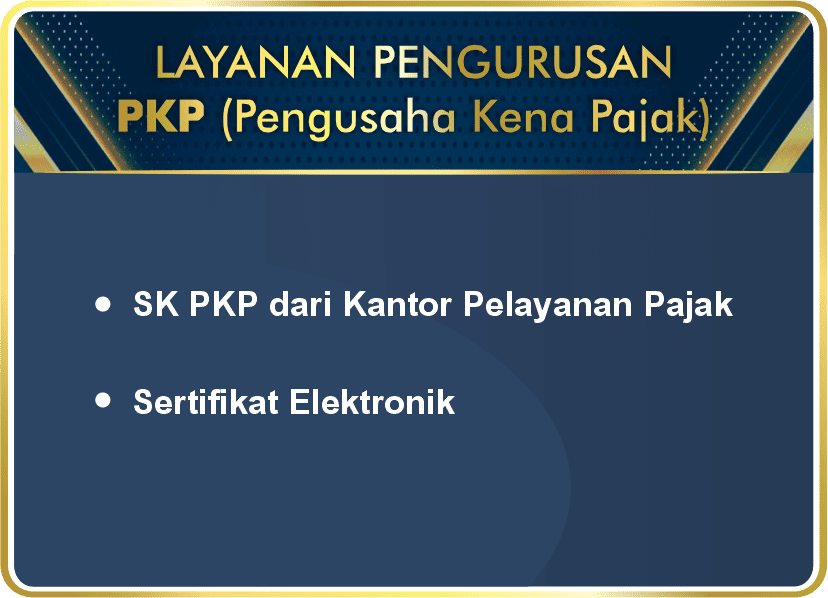 LAYANAN PENGURUSAN
PKP (Pengusaha Kena Pajak)
• SK PKP dari Kantor Pelayanan Pajak
• Sertifikat Elektronik